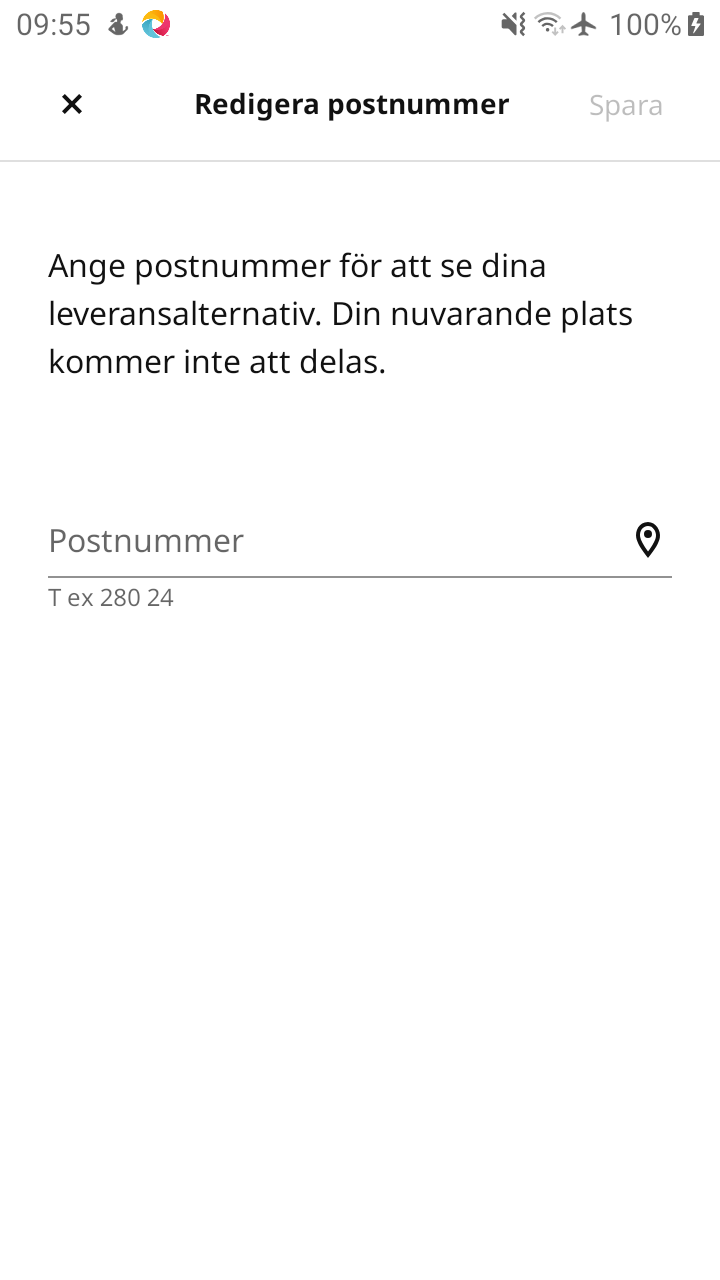 09:55
100%
Redigera postnummer
Spara
Ange postnummer för att se dina
leveransalternativ. Din nuvarande plats
kommer inte att delas.
Postnummer
T ex 280 24